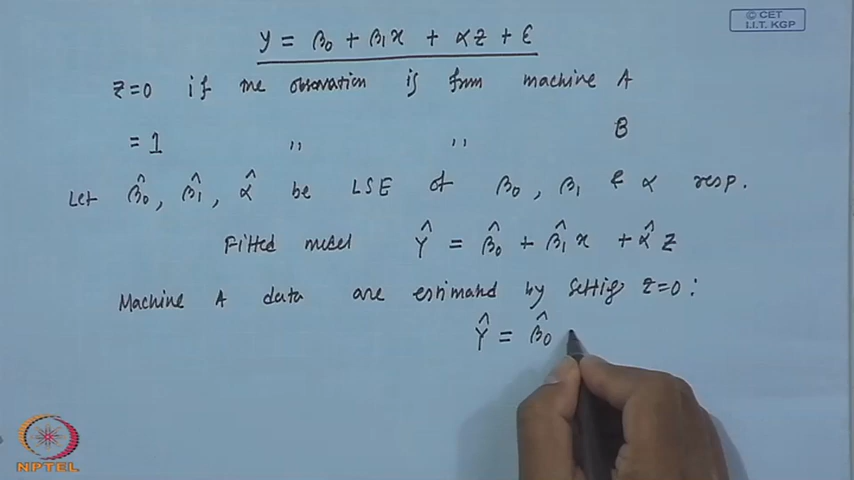 © CET
I.I.T. KGP
Y = β₀ + β₁x + αz + ε
z=0 if the observation is from machine A
= 1 ,, ,, B
Let β̂₀, β̂₁, α̂ be LSE of β₀, β₁ & α resp.
Fitted model Ŷ = β̂₀ + β̂₁x + α̂z
Machine A data are estimated by setting z=0:
Ŷ = β̂₀
NPTEL